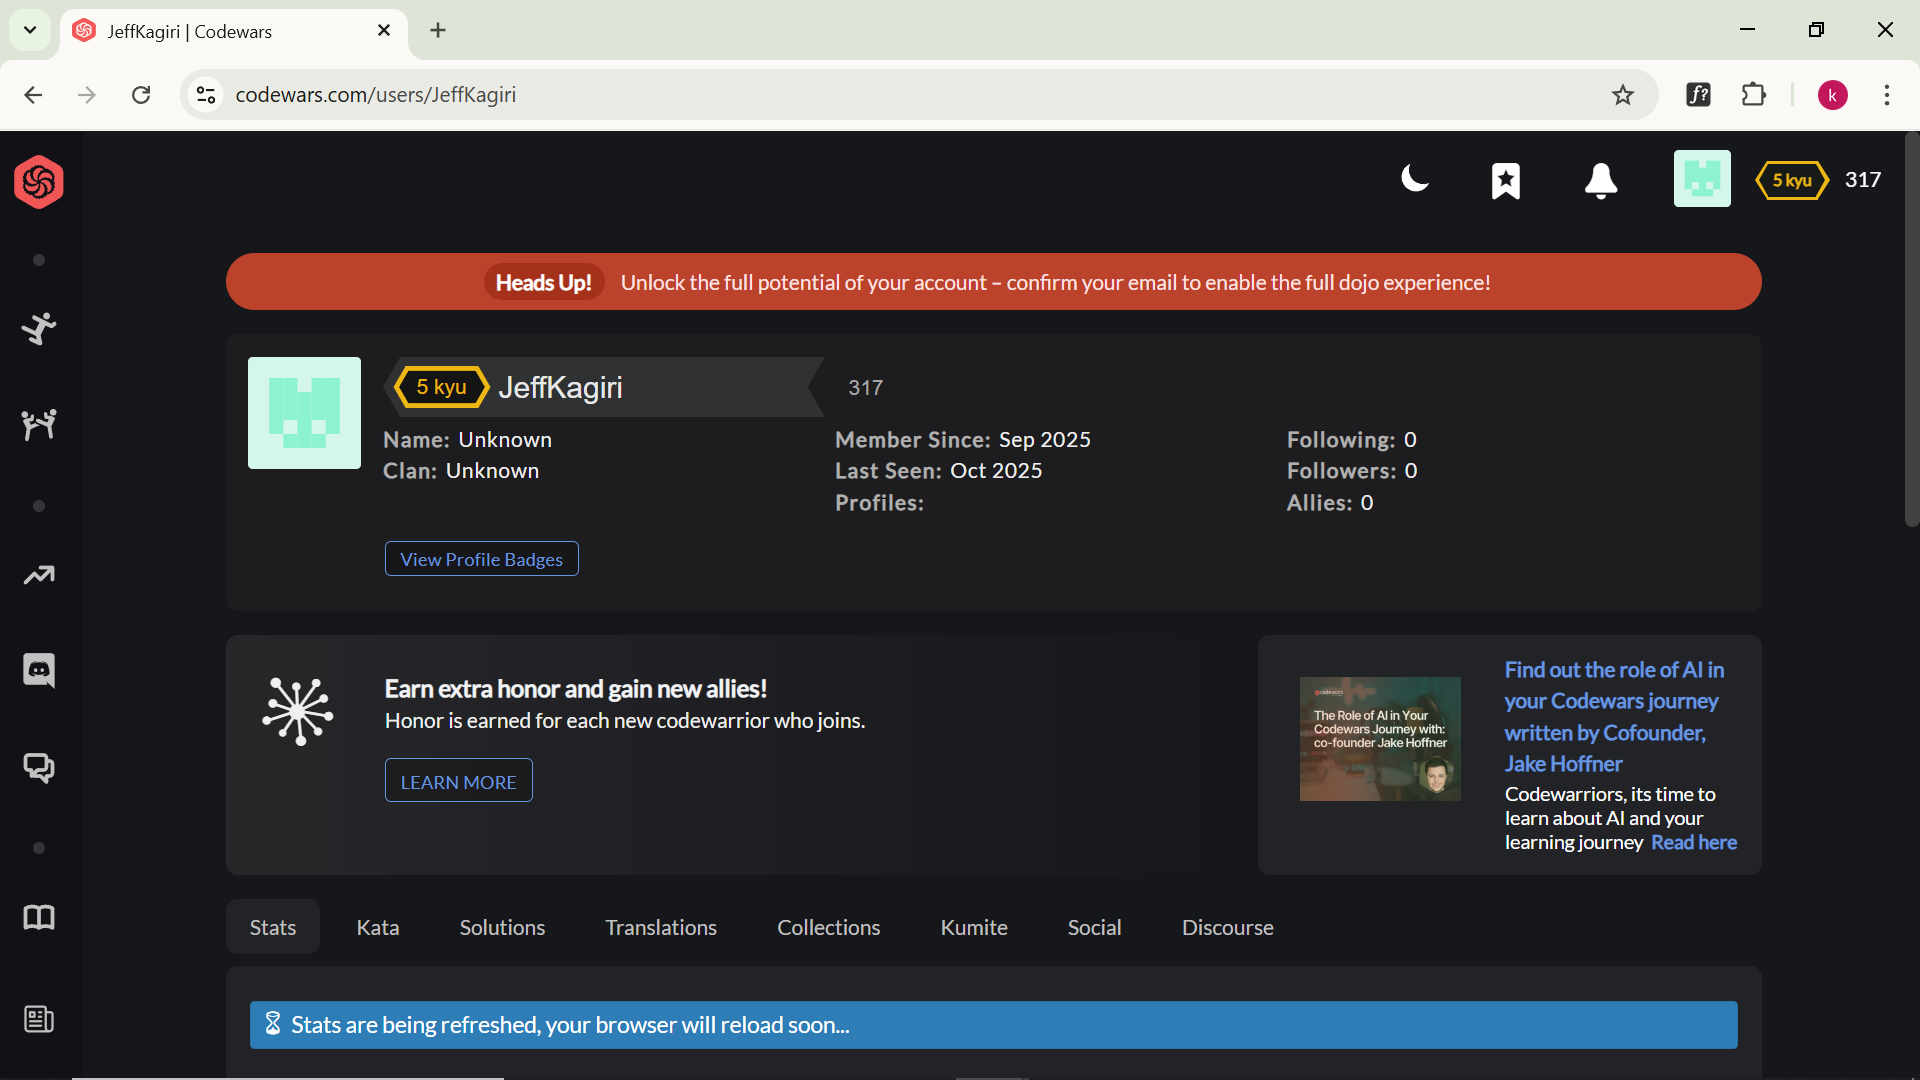 JeffKagiri | Codewars
codewars.com/users/JeffKagiri
f?
k
5 kyu
317
Heads Up! Unlock the full potential of your account – confirm your email to enable the full dojo experience!
5 kyu JeffKagiri
317
Name: Unknown
Clan: Unknown
Member Since: Sep 2025
Last Seen: Oct 2025
Profiles:
Following: 0
Followers: 0
Allies: 0
View Profile Badges
Earn extra honor and gain new allies!
Honor is earned for each new codewarrior who joins.
LEARN MORE
codewars
The Role of AI in Your
Codewars Journey with:
co-founder Jake Hoffner
Find out the role of AI in
your Codewars journey
written by Cofounder,
Jake Hoffner
Codewarriors, its time to
learn about AI and your
learning journey Read here
Stats
Kata
Solutions
Translations
Collections
Kumite
Social
Discourse
Stats are being refreshed, your browser will reload soon...